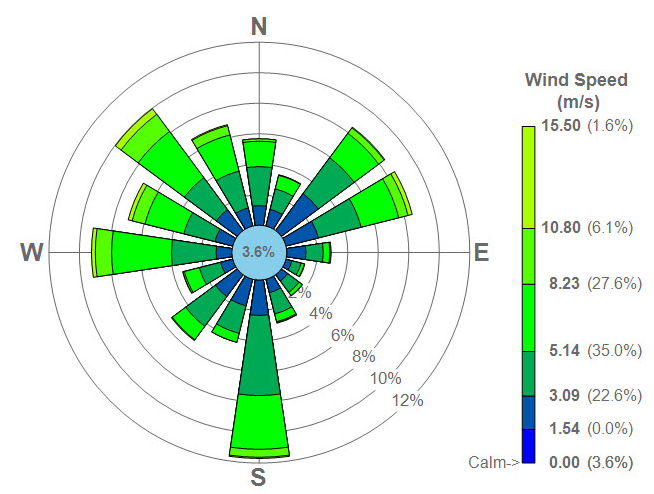 N
Wind Speed
(m/s)
15.50 (1.6%)
10.80 (6.1%)
W
3.6%
E
8.23 (27.6%)
2%
4%
6%
8%
10%
12%
5.14 (35.0%)
3.09 (22.6%)
1.54 (0.0%)
Calm-> 0.00 (3.6%)
S